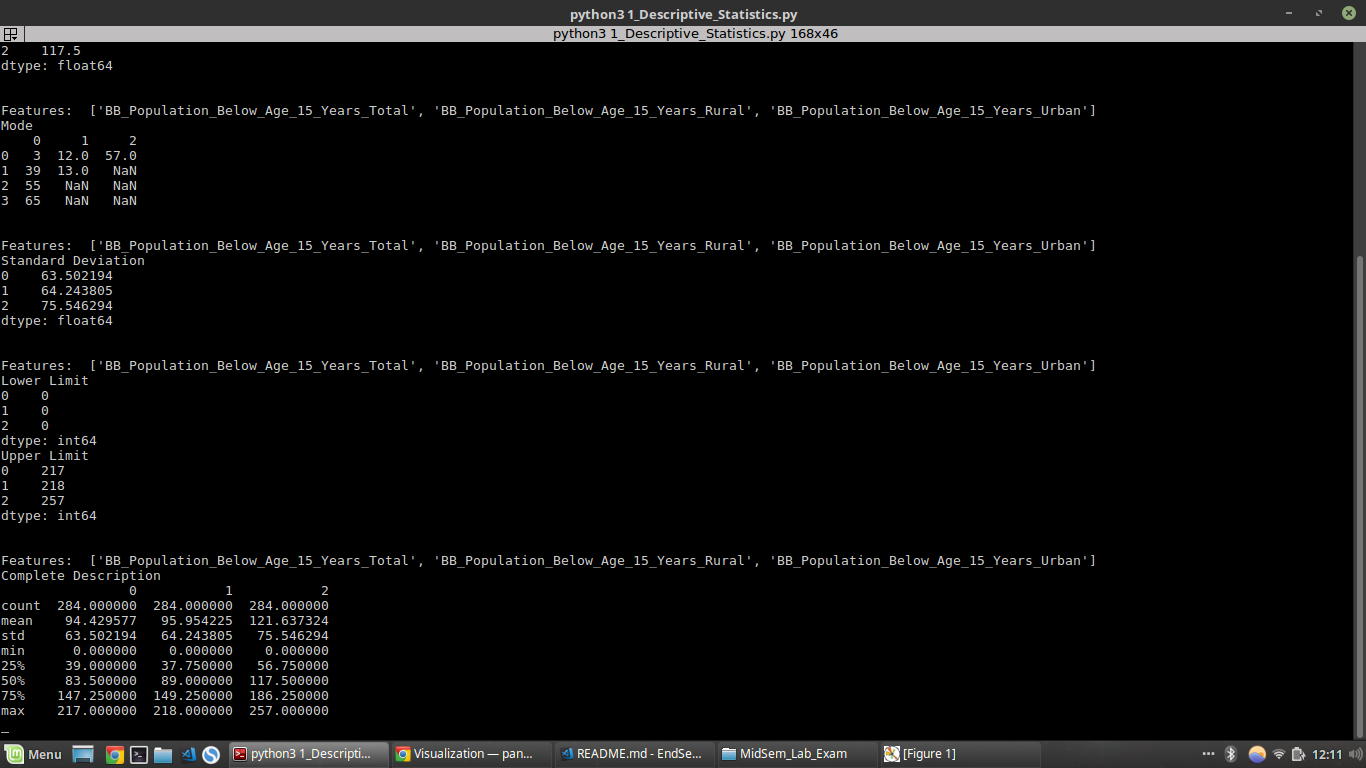 python3 1_Descriptive_Statistics.py
python3 1_Descriptive_Statistics.py 168x46
2    117.5
dtype: float64
Features:  ['BB_Population_Below_Age_15_Years_Total', 'BB_Population_Below_Age_15_Years_Rural', 'BB_Population_Below_Age_15_Years_Urban']
Mode
    0     1     2
0   3  12.0  57.0
1  39  13.0   NaN
2  55   NaN   NaN
3  65   NaN   NaN
Features:  ['BB_Population_Below_Age_15_Years_Total', 'BB_Population_Below_Age_15_Years_Rural', 'BB_Population_Below_Age_15_Years_Urban']
Standard Deviation
0    63.502194
1    64.243805
2    75.546294
dtype: float64
Features:  ['BB_Population_Below_Age_15_Years_Total', 'BB_Population_Below_Age_15_Years_Rural', 'BB_Population_Below_Age_15_Years_Urban']
Lower Limit
0    0
1    0
2    0
dtype: int64
Upper Limit
0    217
1    218
2    257
dtype: int64
Features:  ['BB_Population_Below_Age_15_Years_Total', 'BB_Population_Below_Age_15_Years_Rural', 'BB_Population_Below_Age_15_Years_Urban']
Complete Description
                0           1           2
count  284.000000  284.000000  284.000000
mean    94.429577   95.954225  121.637324
std     63.502194   64.243805   75.546294
min      0.000000    0.000000    0.000000
25%     39.000000   37.750000   56.750000
50%     83.500000   89.000000  117.500000
75%    147.250000  149.250000  186.250000
max    217.000000  218.000000  257.000000
Menu python3 1_Descripti... Visualization — pan... README.md - EndSe... MidSem_Lab_Exam [Figure 1] 12:11